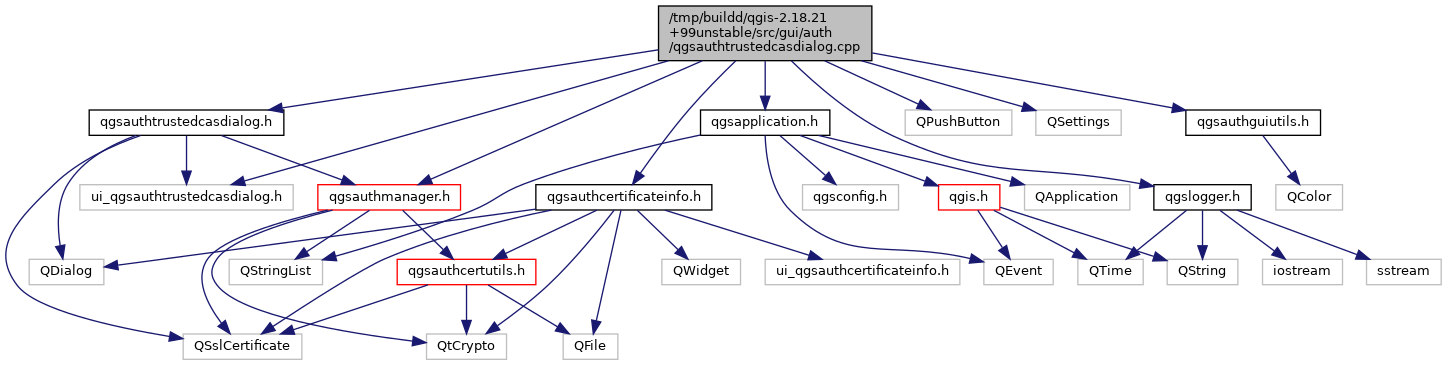 /tmp/buildd/qgis-2.18.21
+99unstable/src/gui/auth
/qgsauthtrustedcasdialog.cpp
qgsauthtrustedcasdialog.h
qgsapplication.h
QPushButton
QSettings
qgsauthguiutils.h
ui_qgsauthtrustedcasdialog.h
qgsauthmanager.h
qgsauthcertificateinfo.h
qgsconfig.h
qgis.h
QApplication
qgslogger.h
QColor
QDialog
QStringList
qgsauthcertutils.h
QWidget
ui_qgsauthcertificateinfo.h
QEvent
QTime
QString
iostream
sstream
QSslCertificate
QtCrypto
QFile